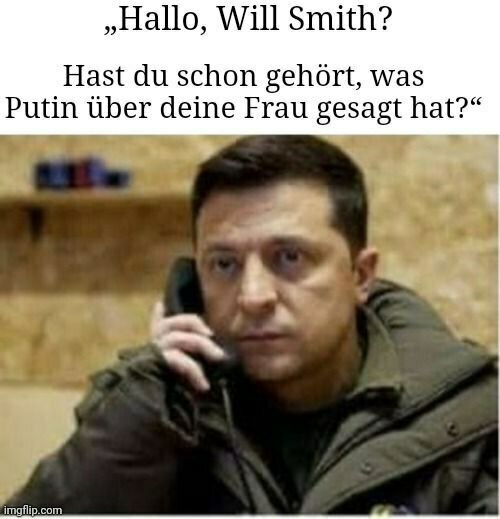 „Hallo, Will Smith?
Hast du schon gehört, was
Putin über deine Frau gesagt hat?“
imgflip.com